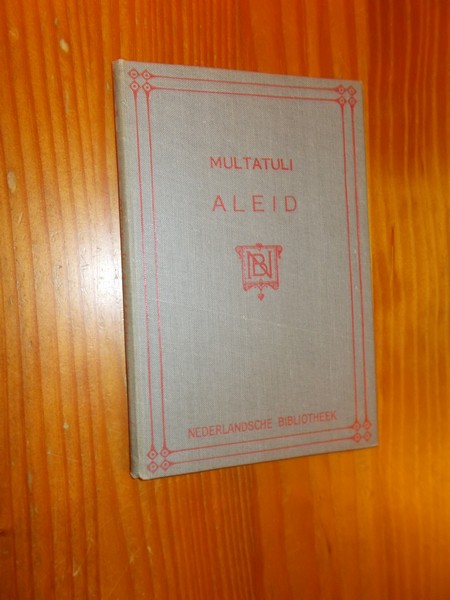 MULTATULI
ALEID
NB
NEDERLANDSCHE BIBLIOTHEEK